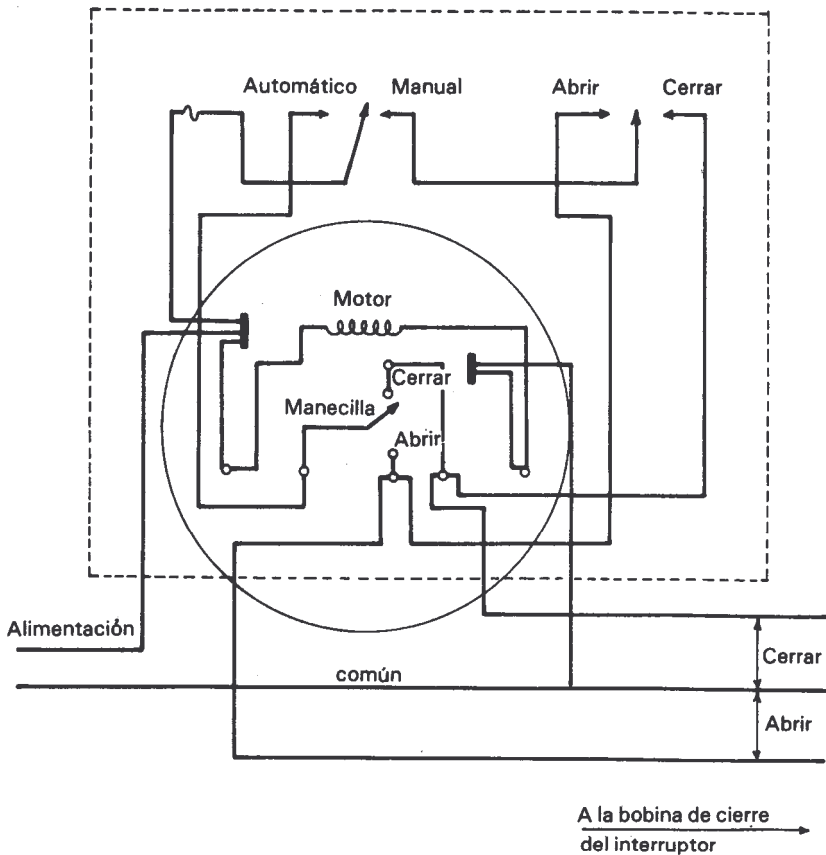 Automático Manual Abrir Cerrar
Motor
Cerrar
Manecilla
Abrir
Alimentación
Cerrar
común
Abrir
A la bobina de cierre
del interruptor